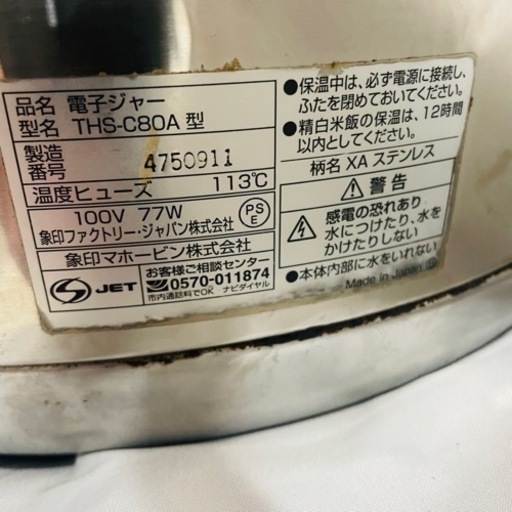 品名 電子ジャー
型名 THS-C80A 型
製造
番号 4750911
温度ヒューズ 113℃
100V 77W
象印ファクトリー・ジャパン株式会社
PS
E
象印マホービン株式会社
JET
お客様ご相談センター
0570-011874
市内通話料でOK ナビダイヤル
●保温中は、必ず電源に接続し、
ふたを閉めておいてください。
●精白米飯の保温は、12時間
以内としてください。
柄名 XA ステンレス
警告
感電の恐れあり
水につけたり、水を
かけたりしない
●本体内部に水をいれない
Made in Japan